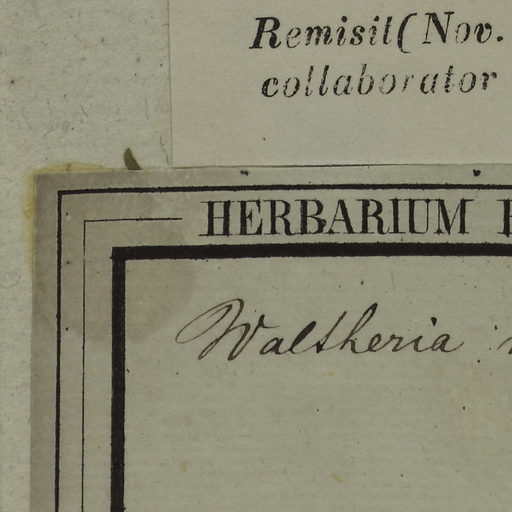 Remisit (Nov.
collaborator
HERBARIUM
Waltheria